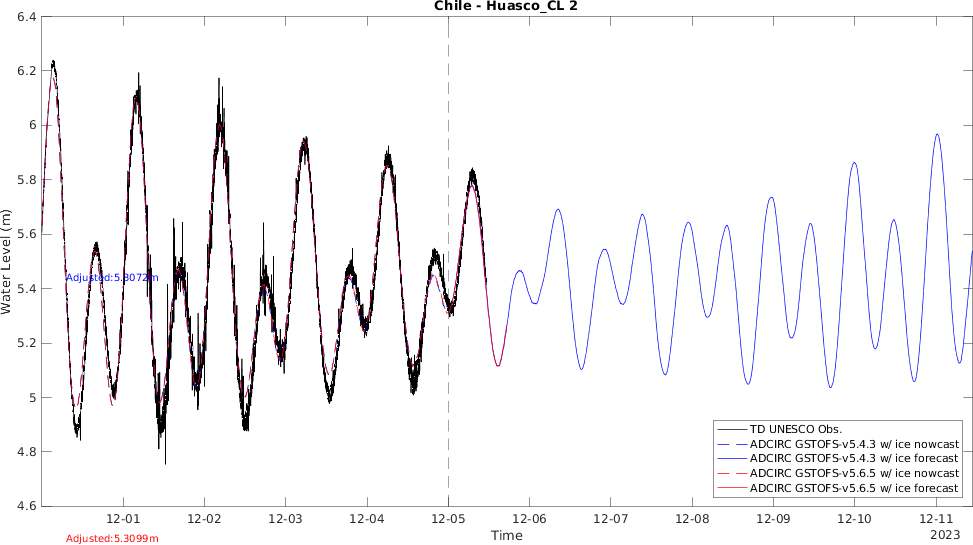 Chile - Huasco_CL 2
Water Level (m)
6.4
6.2
6
5.8
5.6
5.4
5.2
5
4.8
4.6
Adjusted:5.3072m
TD UNESCO Obs.
ADCIRC GSTOFS-v5.4.3 w/ ice nowcast
ADCIRC GSTOFS-v5.4.3 w/ ice forecast
ADCIRC GSTOFS-v5.6.5 w/ ice nowcast
ADCIRC GSTOFS-v5.6.5 w/ ice forecast
12-01 12-02 12-03 12-04 12-05 12-06 12-07 12-08 12-09 12-10 12-11
2023
Time
Adjusted:5.3099m